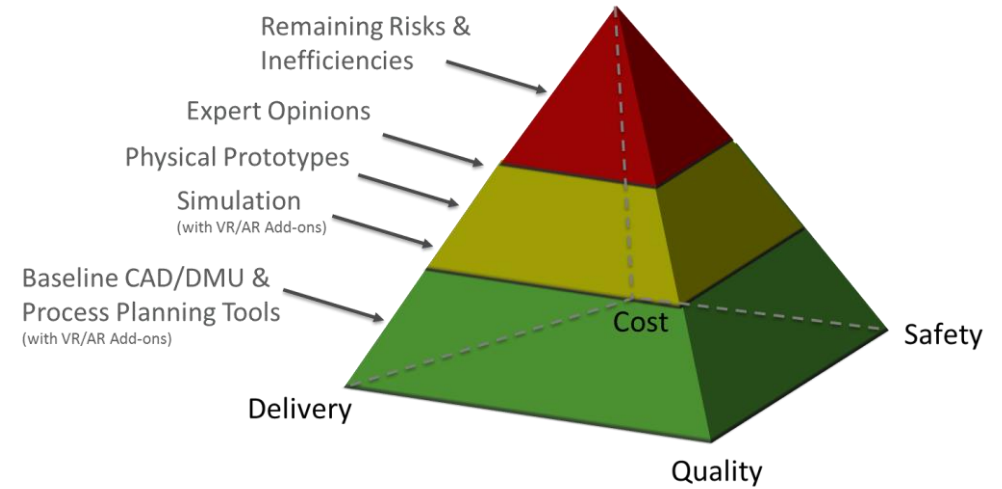 Remaining Risks &
Inefficiencies
Expert Opinions
Physical Prototypes
Simulation
(with VR/AR Add-ons)
Baseline CAD/DMU &
Process Planning Tools
(with VR/AR Add-ons)
Cost
Safety
Delivery
Quality